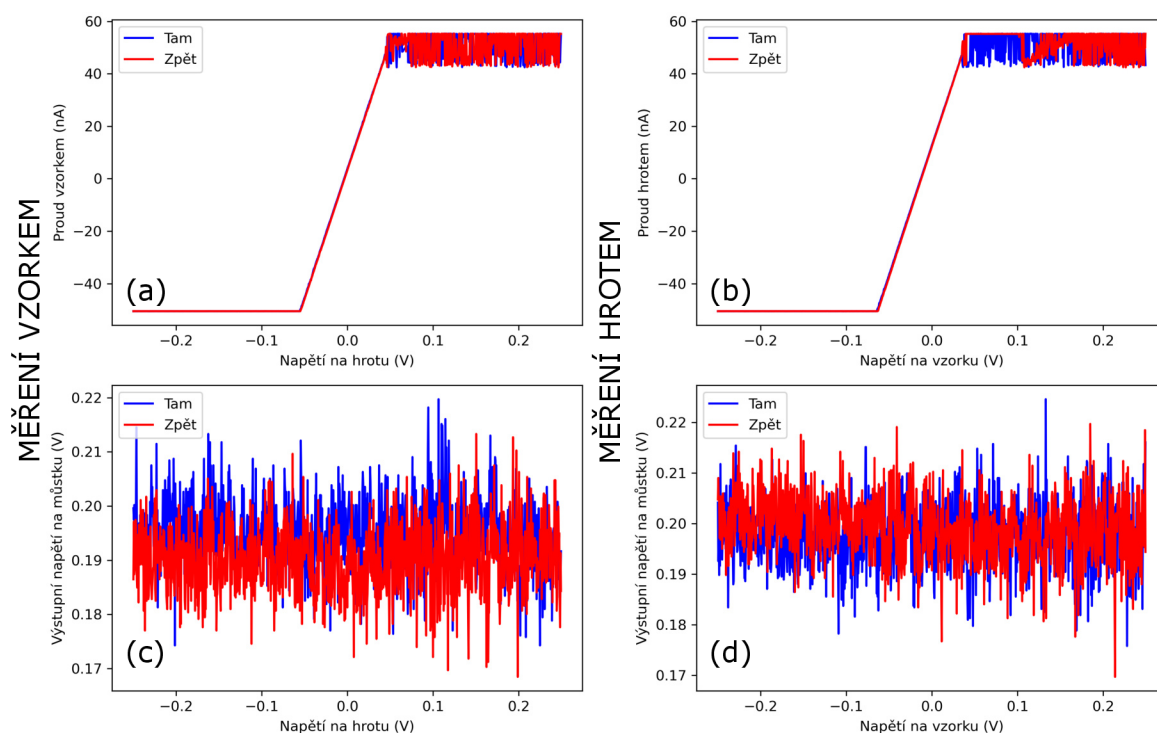 MĚŘENÍ VZORKEM
60
40
20
0
−20
−40
Proud vzorkem (nA)
Tam
Zpět
(a)
−0.2
−0.1
0.0
0.1
0.2
Napětí na hrotu (V)
MĚŘENÍ HROTEM
60
40
20
0
−20
−40
Proud hrotem (nA)
Tam
Zpět
(b)
−0.2
−0.1
0.0
0.1
0.2
Napětí na vzorku (V)
0.22
0.21
0.20
0.19
0.18
0.17
Výstupní napětí na můstku (V)
Tam
Zpět
(c)
−0.2
−0.1
0.0
0.1
0.2
Napětí na hrotu (V)
0.22
0.21
0.20
0.19
0.18
0.17
Výstupní napětí na můstku (V)
Tam
Zpět
(d)
−0.2
−0.1
0.0
0.1
0.2
Napětí na vzorku (V)